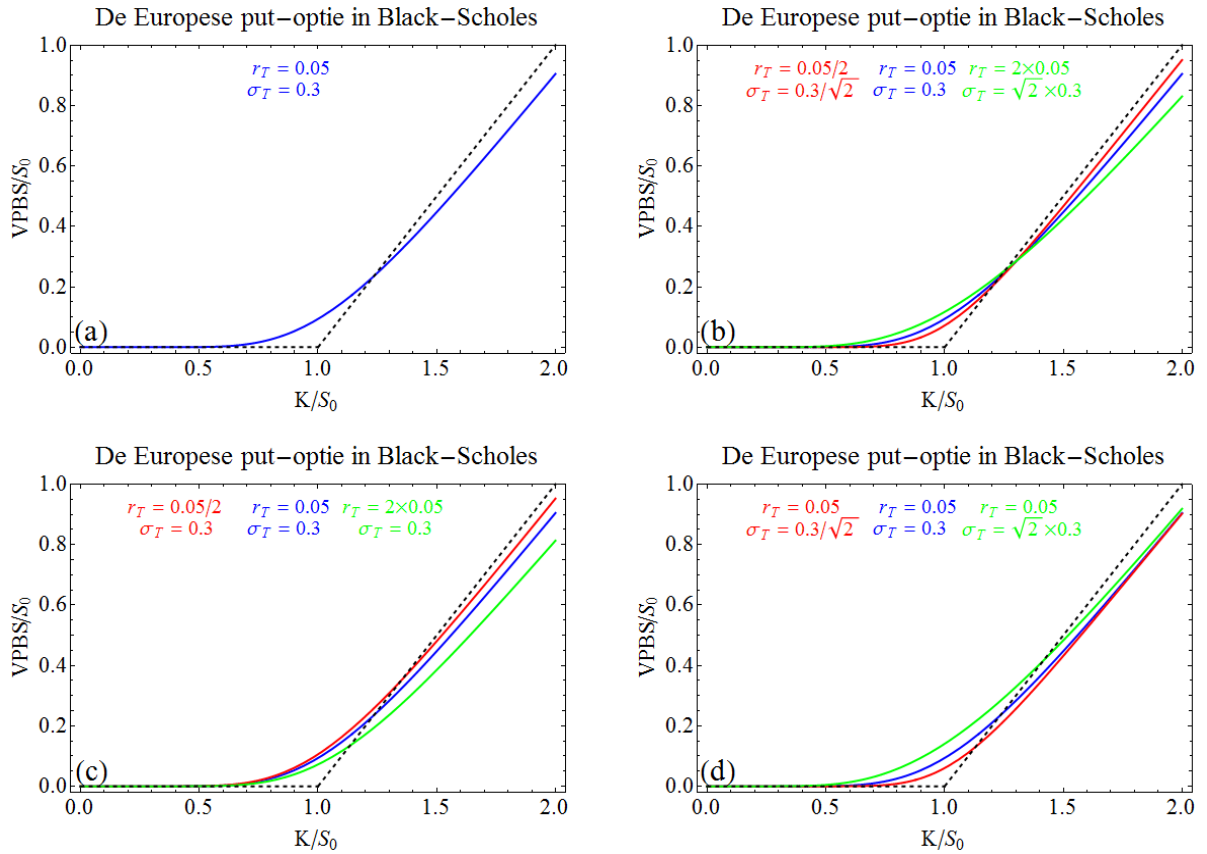 De Europese put−optie in Black−Scholes
r_T = 0.05
σ_T = 0.3
VPBS/S_0
1.0
0.8
0.6
0.4
0.2
0.0
(a)
0.0 0.5 1.0 1.5 2.0
K/S_0
De Europese put−optie in Black−Scholes
r_T = 0.05/2 r_T = 0.05 r_T = 2×0.05
σ_T = 0.3/√2 σ_T = 0.3 σ_T = √2 ×0.3
VPBS/S_0
1.0
0.8
0.6
0.4
0.2
0.0
(b)
0.0 0.5 1.0 1.5 2.0
K/S_0
De Europese put−optie in Black−Scholes
r_T = 0.05/2 r_T = 0.05 r_T = 2×0.05
σ_T = 0.3 σ_T = 0.3 σ_T = 0.3
VPBS/S_0
1.0
0.8
0.6
0.4
0.2
0.0
(c)
0.0 0.5 1.0 1.5 2.0
K/S_0
De Europese put−optie in Black−Scholes
r_T = 0.05 r_T = 0.05 r_T = 0.05
σ_T = 0.3/√2 σ_T = 0.3 σ_T = √2 ×0.3
VPBS/S_0
1.0
0.8
0.6
0.4
0.2
0.0
(d)
0.0 0.5 1.0 1.5 2.0
K/S_0